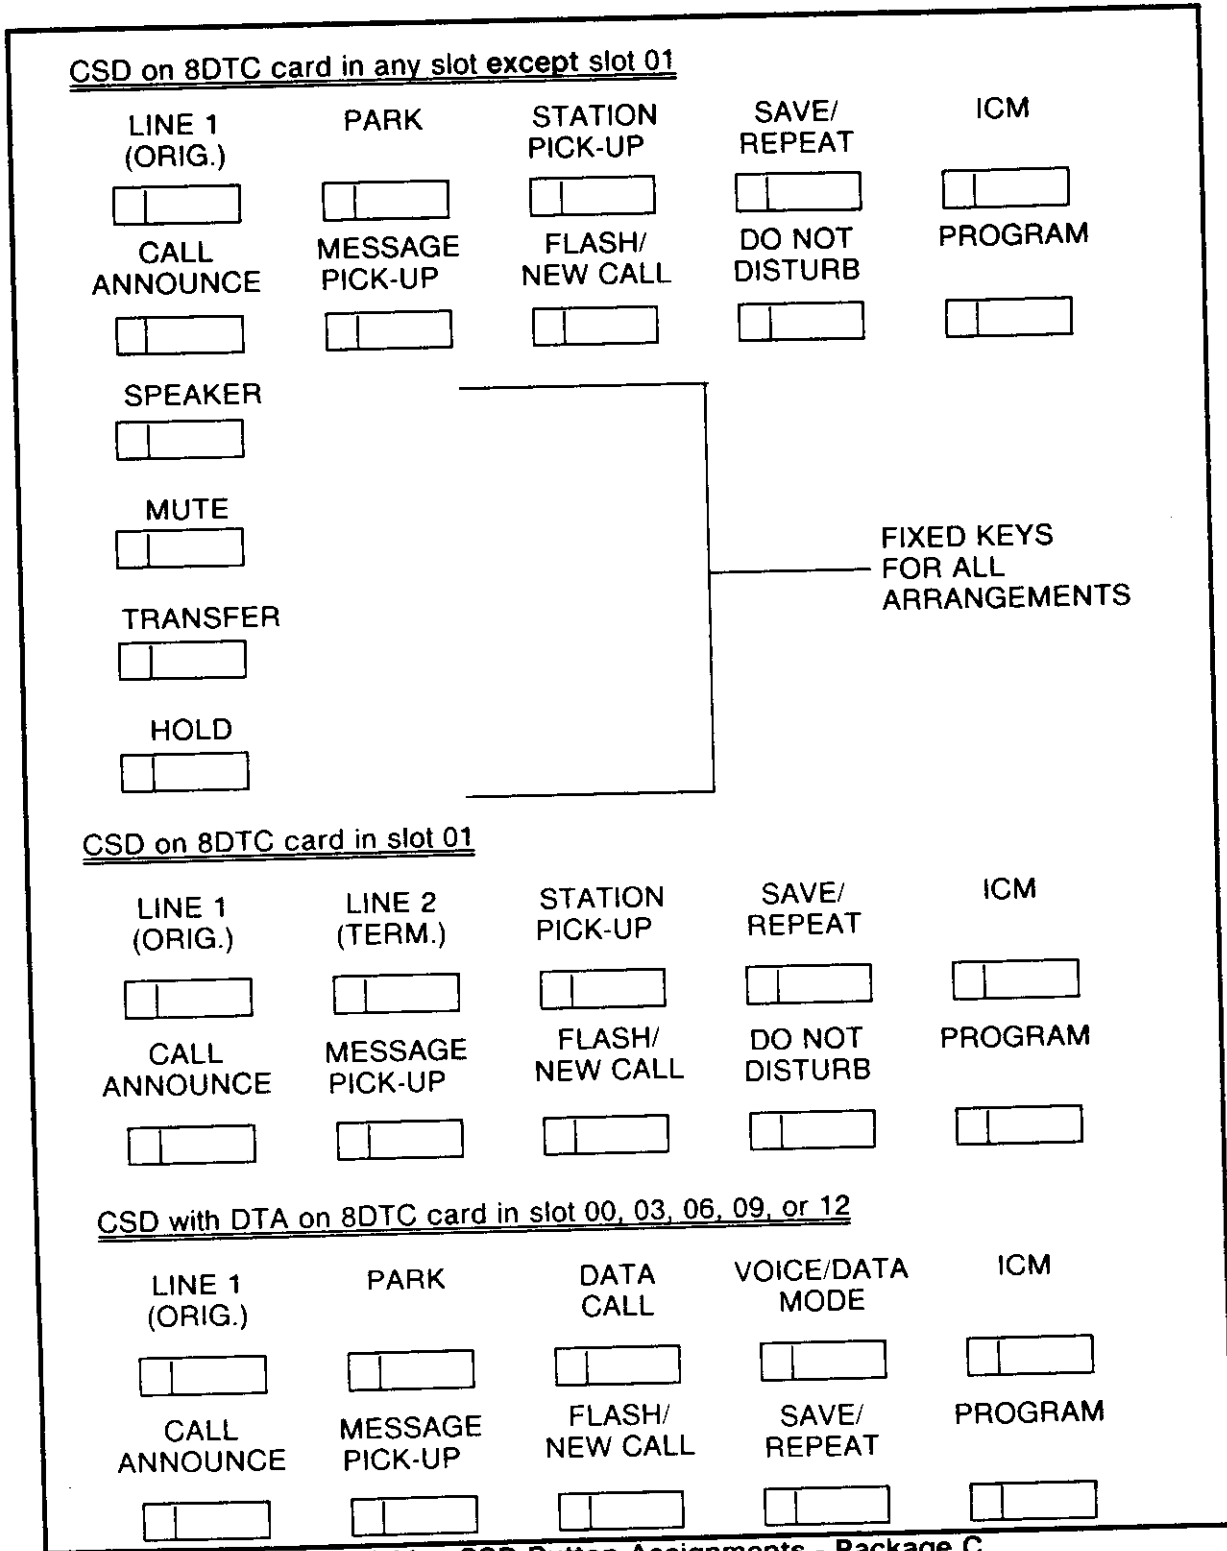 CSD on 8DTC card in any slot except slot 01
LINE 1 PARK STATION SAVE/ ICM
(ORIG.) PICK-UP REPEAT
CALL MESSAGE FLASH/ DO NOT PROGRAM
ANNOUNCE PICK-UP NEW CALL DISTURB
SPEAKER
MUTE
FIXED KEYS
FOR ALL
ARRANGEMENTS
TRANSFER
HOLD
CSD on 8DTC card in slot 01
LINE 1 LINE 2 STATION SAVE/ ICM
(ORIG.) (TERM.) PICK-UP REPEAT
CALL MESSAGE FLASH/ DO NOT PROGRAM
ANNOUNCE PICK-UP NEW CALL DISTURB
CSD with DTA on 8DTC card in slot 00, 03, 06, 09, or 12
LINE 1 PARK DATA VOICE/DATA ICM
(ORIG.) CALL MODE
CALL MESSAGE FLASH/ SAVE/ PROGRAM
ANNOUNCE PICK-UP NEW CALL REPEAT
CSD Button Assignments - Package C